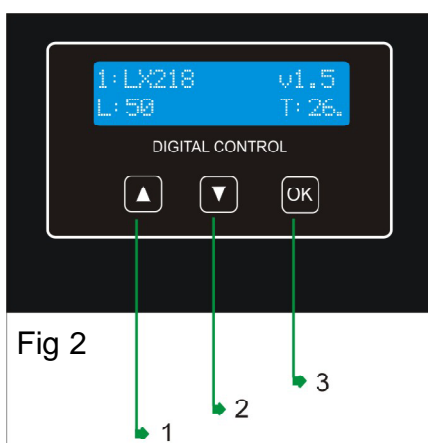 1:LX218 v1.5
L:50 T:26.
DIGITAL CONTROL
▲ ▼ OK
Fig 2
3
2
1